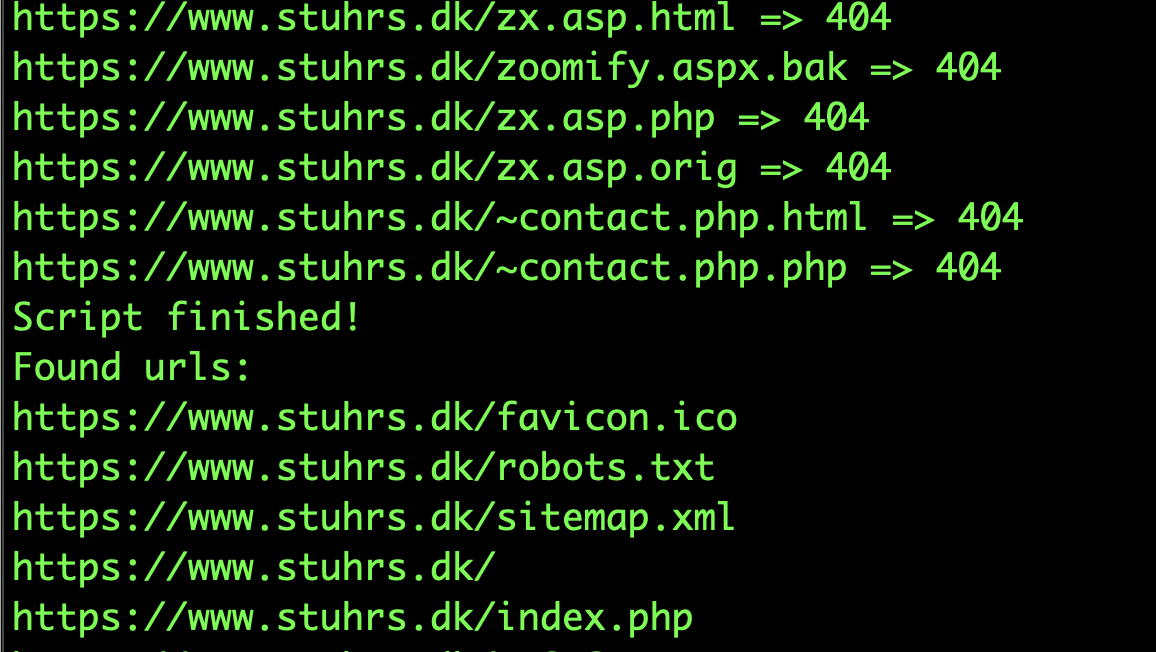 https://www.stuhrs.dk/zx.asp.html => 404
https://www.stuhrs.dk/zoomify.aspx.bak => 404
https://www.stuhrs.dk/zx.asp.php => 404
https://www.stuhrs.dk/zx.asp.orig => 404
https://www.stuhrs.dk/~contact.php.html => 404
https://www.stuhrs.dk/~contact.php.php => 404
Script finished!
Found urls:
https://www.stuhrs.dk/favicon.ico
https://www.stuhrs.dk/robots.txt
https://www.stuhrs.dk/sitemap.xml
https://www.stuhrs.dk/
https://www.stuhrs.dk/index.php